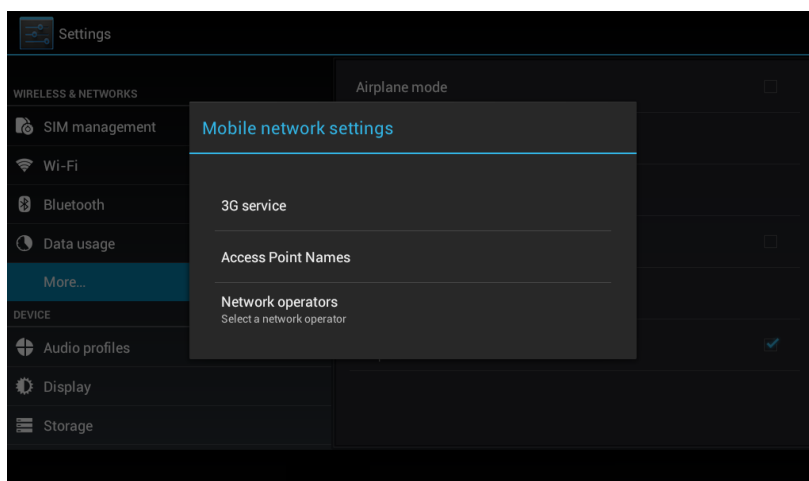 Settings
WIRELESS & NETWORKS
SIM management
Wi-Fi
Bluetooth
Data usage
More...
DEVICE
Audio profiles
Display
Storage
Airplane mode
Mobile network settings
3G service
Access Point Names
Network operators
Select a network operator